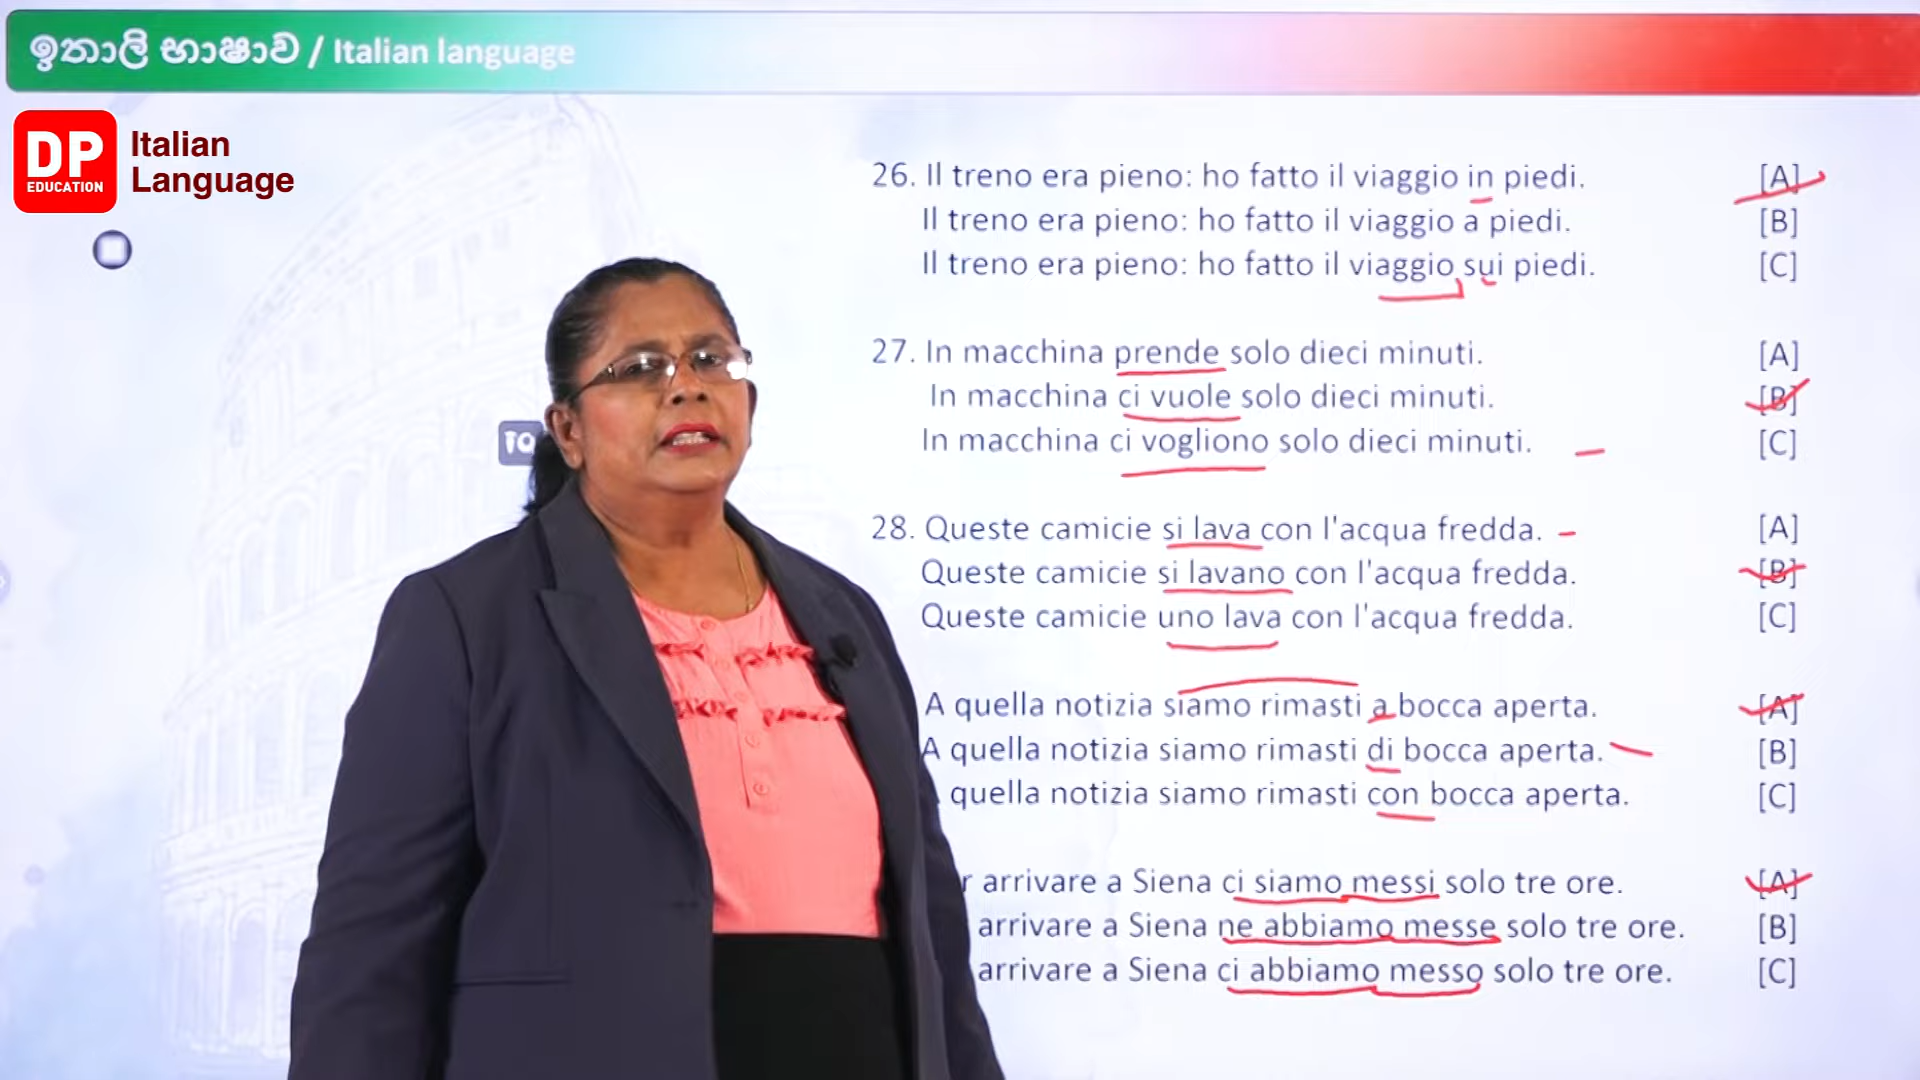 ඉතාලි භාෂාව / Italian language
DP
EDUCATION
Italian
Language
26. Il treno era pieno: ho fatto il viaggio in piedi. [A]
Il treno era pieno: ho fatto il viaggio a piedi. [B]
Il treno era pieno: ho fatto il viaggio sui piedi. [C]
27. In macchina prende solo dieci minuti. [A]
In macchina ci vuole solo dieci minuti. [B]
In macchina ci vogliono solo dieci minuti. [C]
28. Queste camicie si lava con l'acqua fredda. [A]
Queste camicie si lavano con l'acqua fredda. [B]
Queste camicie uno lava con l'acqua fredda. [C]
A quella notizia siamo rimasti a bocca aperta. [A]
A quella notizia siamo rimasti di bocca aperta. [B]
quella notizia siamo rimasti con bocca aperta. [C]
r arrivare a Siena ci siamo messi solo tre ore. [A]
arrivare a Siena ne abbiamo messe solo tre ore. [B]
arrivare a Siena ci abbiamo messo solo tre ore. [C]